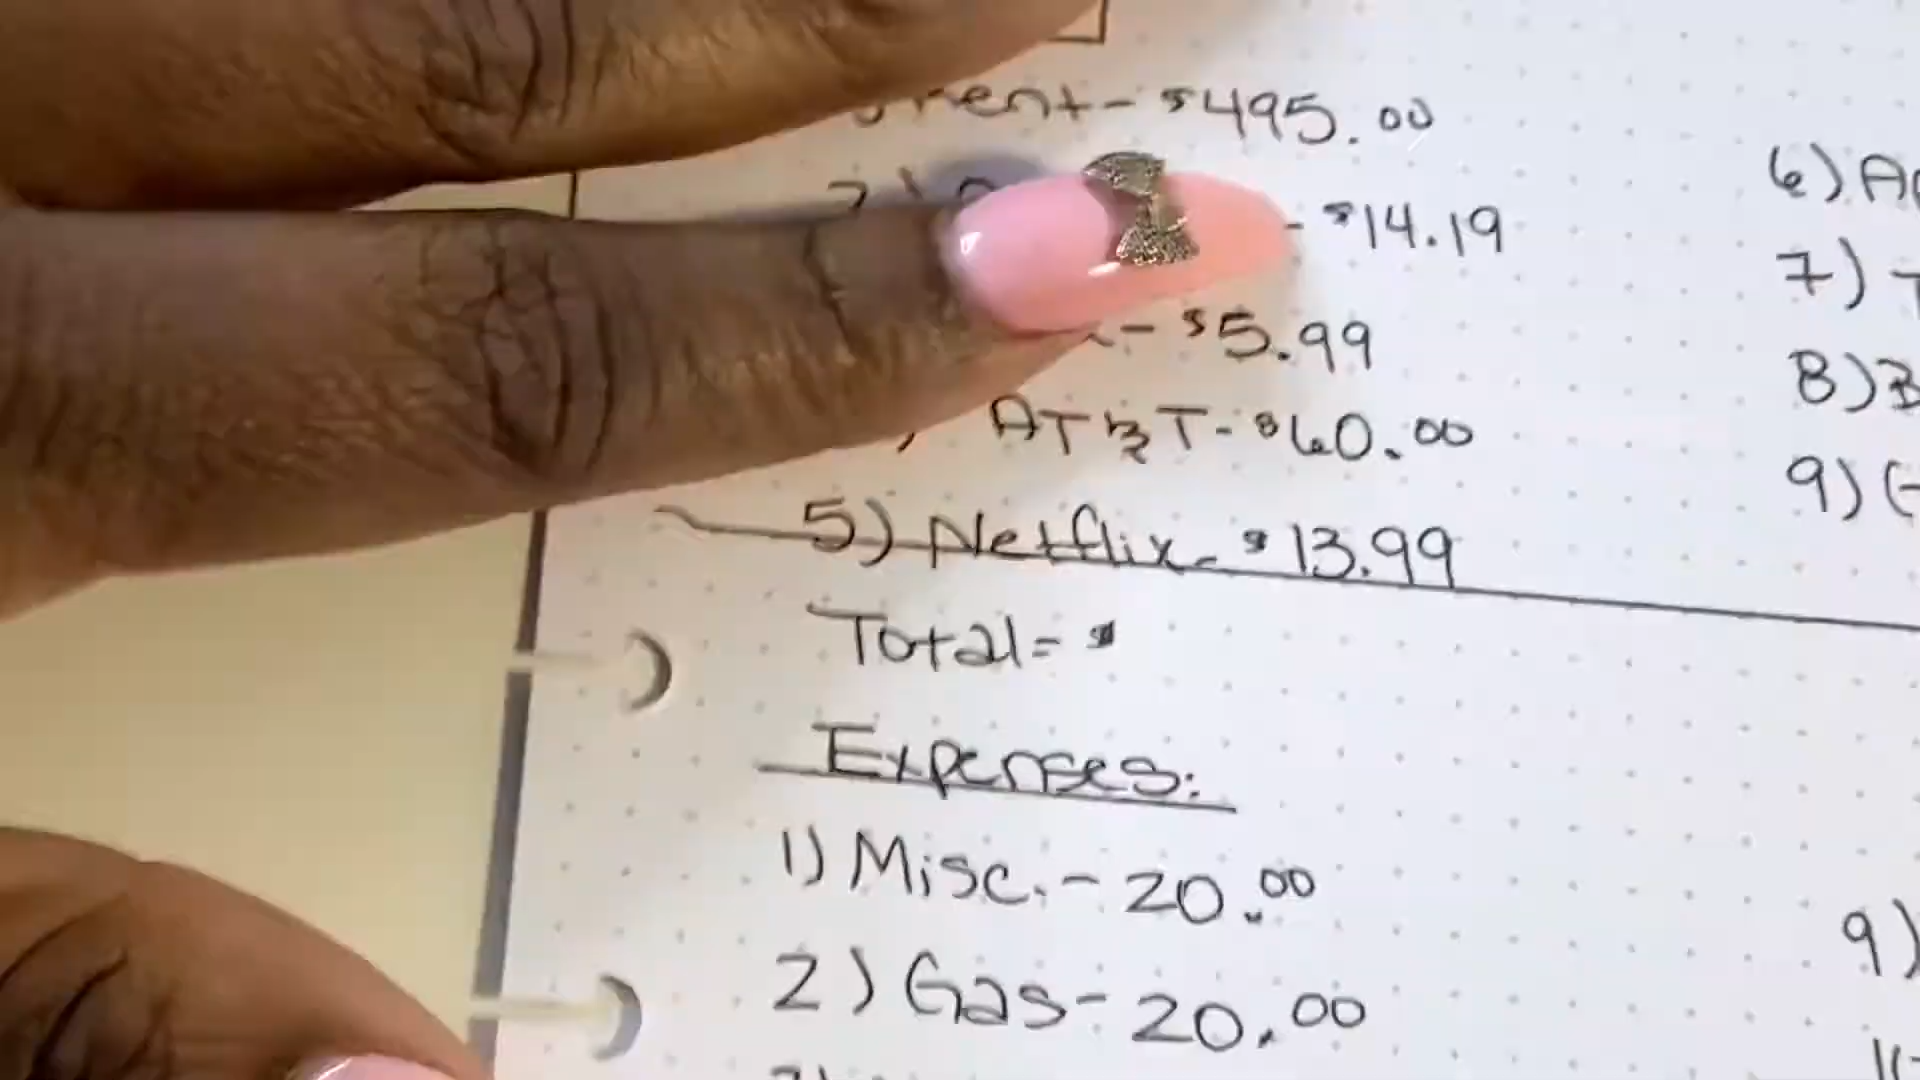 rent- $495.00
- $14.19
- $5.99
AT&T- $60.00
5) Netflix- $13.99
Total= $
Expenses:
1) Misc.- 20.00
2) Gas- 20.00
6)
7)
8)
9)
9)